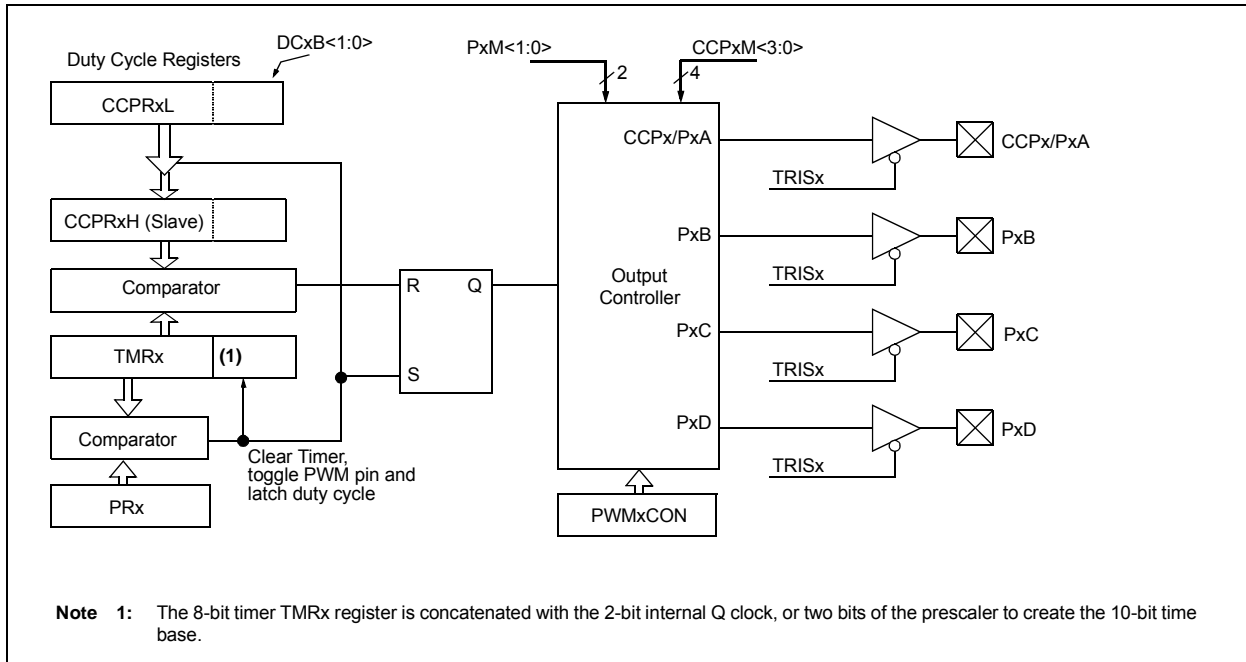 DCxB<1:0>
Duty Cycle Registers
CCPRxL
CCPRxH (Slave)
Comparator
TMRx
(1)
Comparator
PRx
Clear Timer,
toggle PWM pin and
latch duty cycle
R
Q
S
PxM<1:0>
2
CCPxM<3:0>
4
CCPx/PxA
PxB
Output
Controller
PxC
PxD
PWMxCON
TRISx
CCPx/PxA
TRISx
PxB
TRISx
PxC
TRISx
PxD
Note 1: The 8-bit timer TMRx register is concatenated with the 2-bit internal Q clock, or two bits of the prescaler to create the 10-bit time
base.